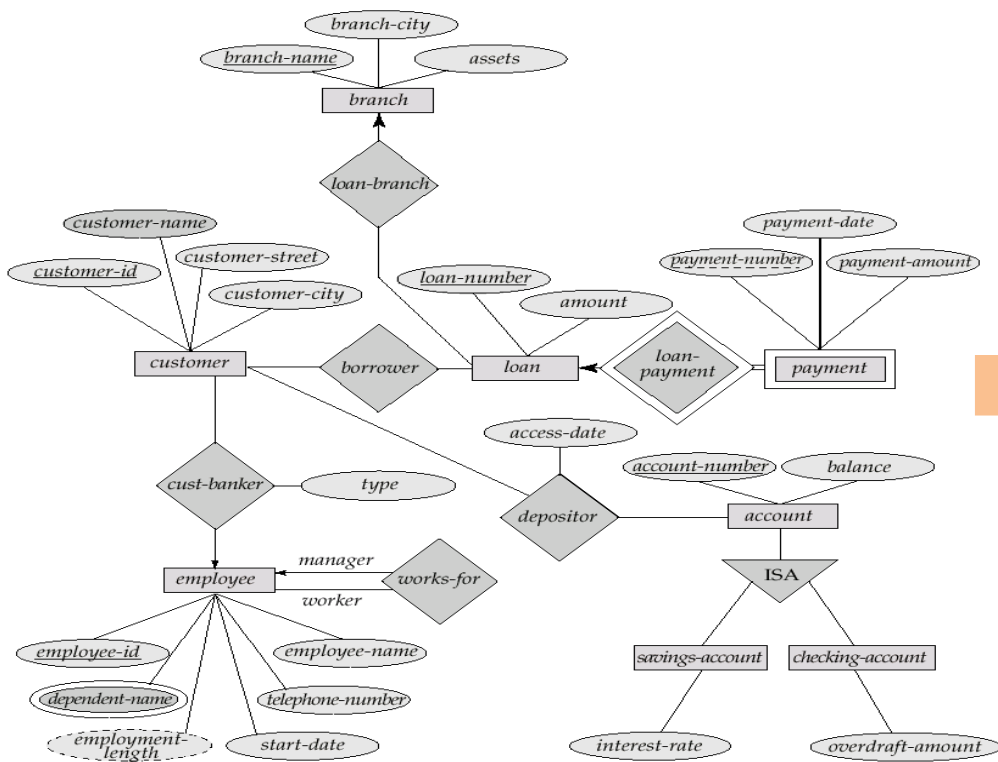 branch-city
branch-name
assets
branch
loan-branch
customer-name
customer-street
customer-id
customer-city
payment-date
payment-number
payment-amount
loan-number
amount
customer
borrower
loan
loan-
payment
payment
access-date
account-number
balance
cust-banker
type
depositor
account
manager
employee
works-for
worker
ISA
employee-id
employee-name
savings-account
checking-account
dependent-name
telephone-number
employment-
length
start-date
interest-rate
overdraft-amount